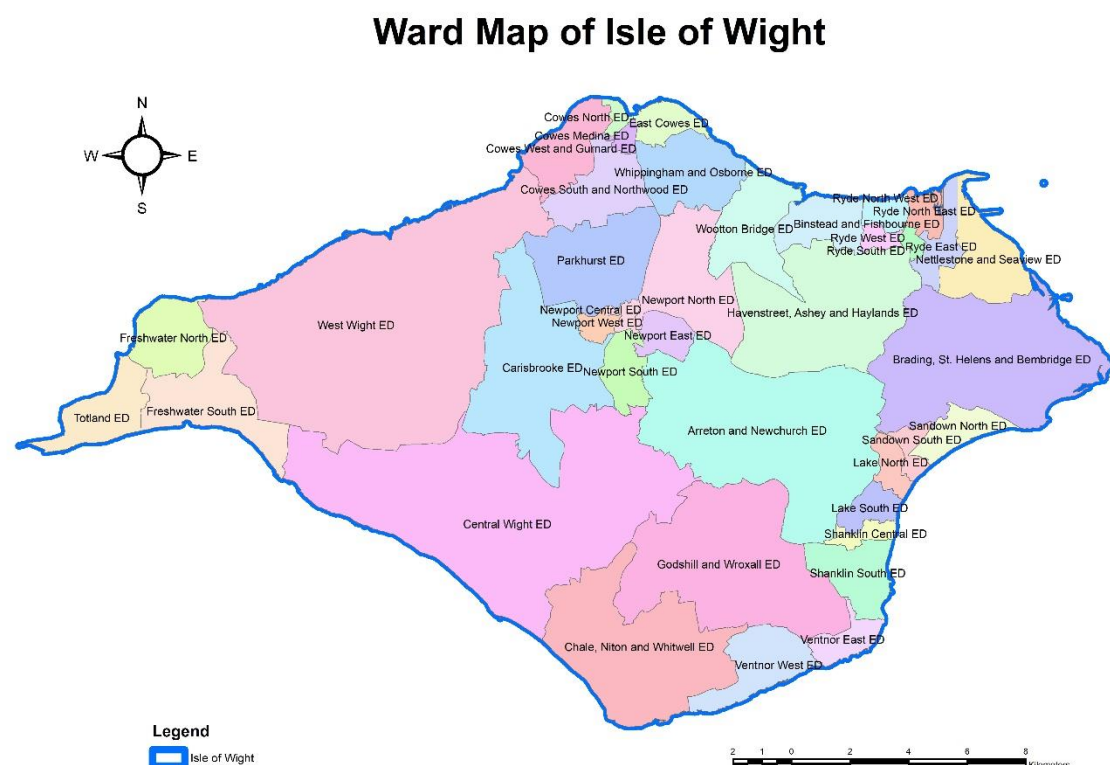 Ward Map of Isle of Wight
N
W
E
S
Cowes North ED
East Cowes ED
Cowes Medina ED
Cowes West and Gurnard ED
Whippingham and Osborne ED
Cowes South and Northwood ED
Ryde North West ED
Ryde North East ED
Binstead and Fishbourne ED
Wootton Bridge ED
Ryde West ED
Ryde East ED
Ryde South ED
Nettlestone and Seaview ED
Parkhurst ED
Newport North ED
Newport Central ED
Havenstreet, Ashey and Haylands ED
West Wight ED
Newport West ED
Newport East ED
Freshwater North ED
Brading, St. Helens and Bembridge ED
Carisbrooke ED
Newport South ED
Freshwater South ED
Totland ED
Sandown North ED
Arreton and Newchurch ED
Sandown South ED
Lake North ED
Lake South ED
Central Wight ED
Shanklin Central ED
Godshill and Wroxall ED
Shanklin South ED
Ventnor East ED
Chale, Niton and Whitwell ED
Ventnor West ED
Legend
Isle of Wight
2 1 0 2 4 6 8
Kilometers